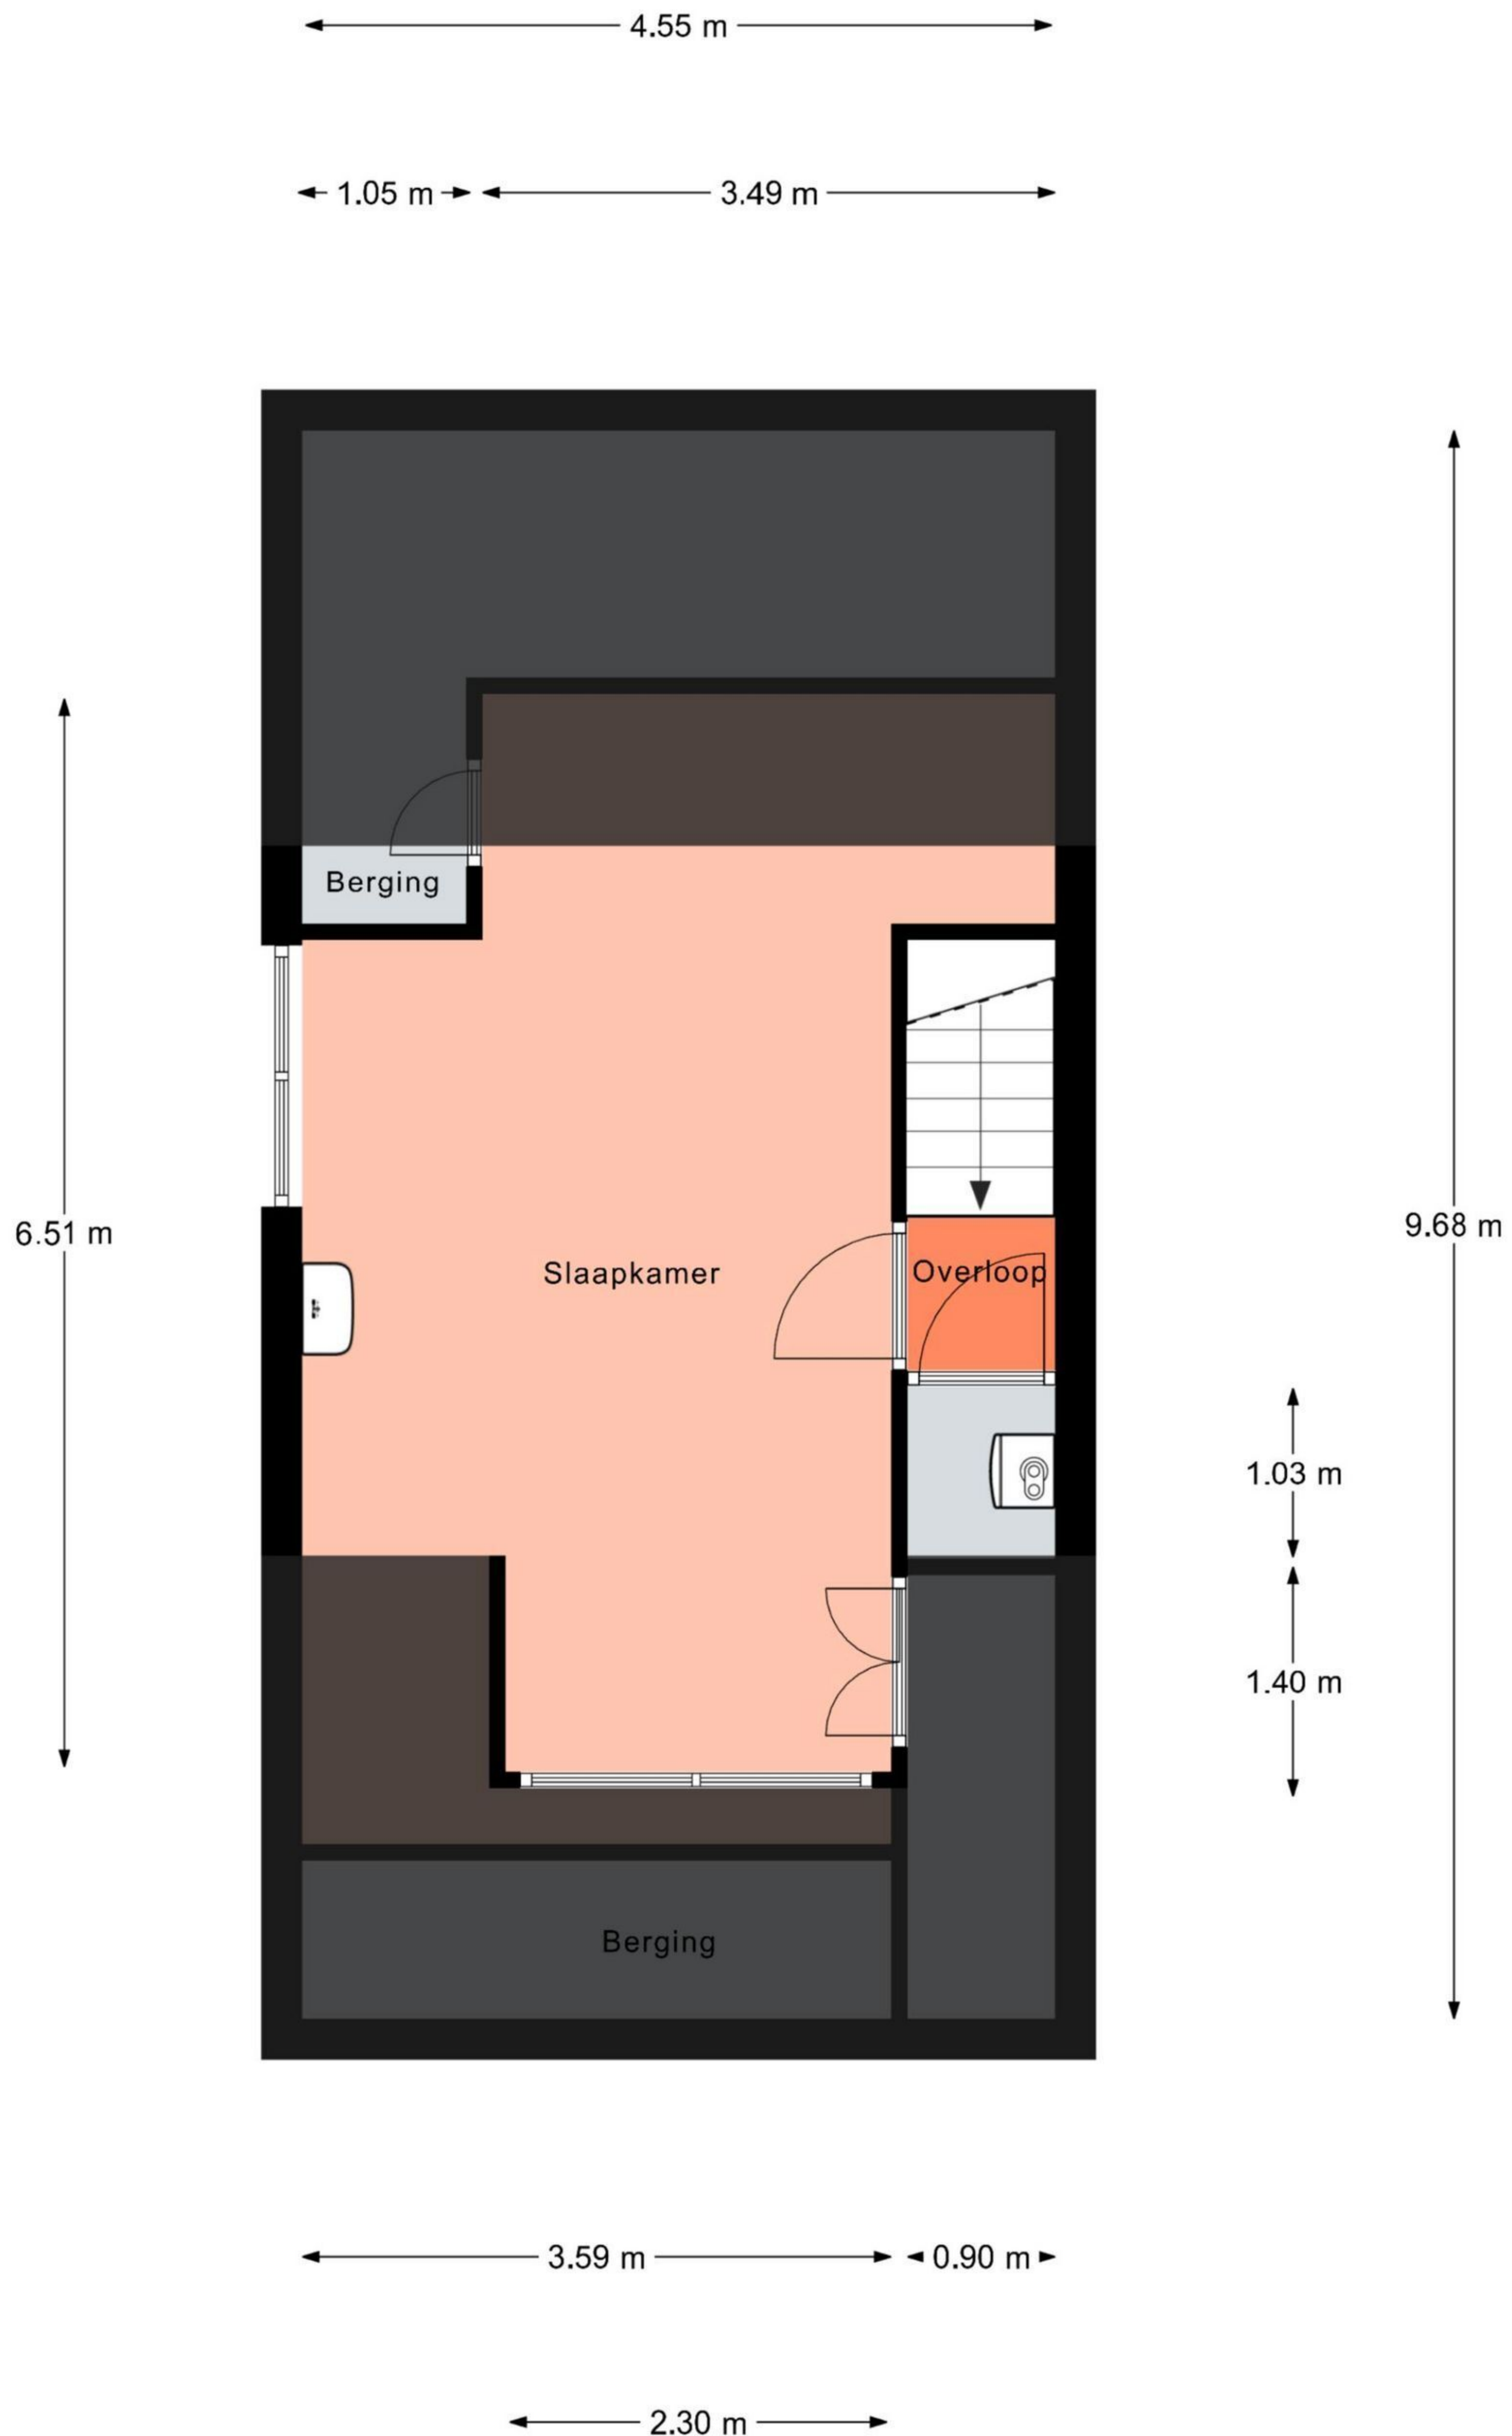 4.55 m
1.05 m
3.49 m
Berging
6.51 m
9.68 m
Slaapkamer
Overloop
1.03 m
1.40 m
Berging
3.59 m
0.90 m
2.30 m